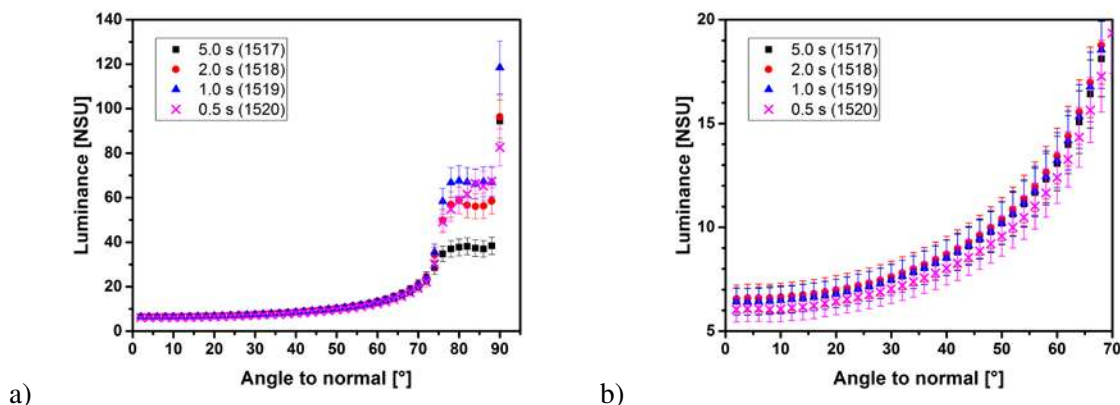 a)
Luminance [NSU]
140
120
100
80
60
40
20
0
5.0 s (1517)
2.0 s (1518)
1.0 s (1519)
0.5 s (1520)
0 10 20 30 40 50 60 70 80 90
Angle to normal [°]
b)
Luminance [NSU]
20
15
10
5
5.0 s (1517)
2.0 s (1518)
1.0 s (1519)
0.5 s (1520)
0 10 20 30 40 50 60 70
Angle to normal [°]